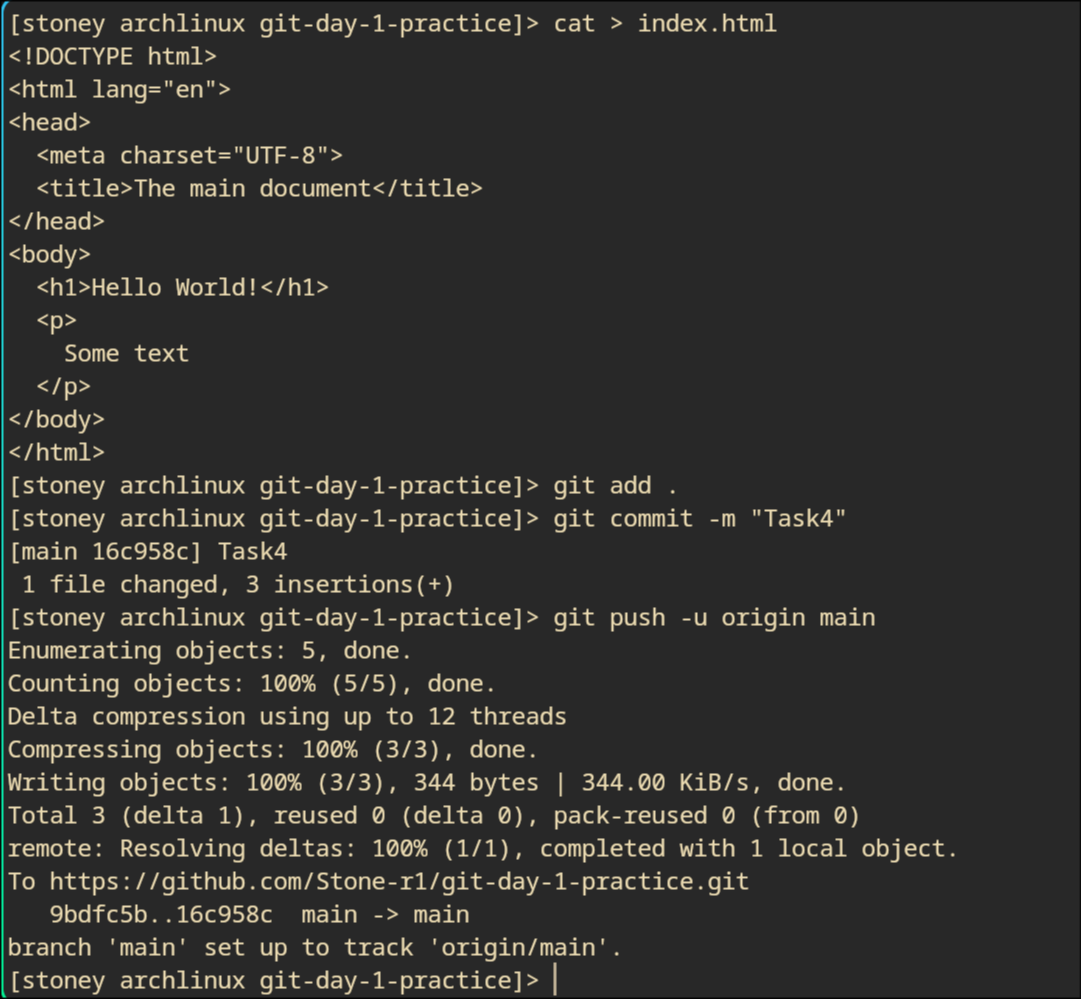 [stoney archlinux git-day-1-practice]> cat > index.html
<!DOCTYPE html>
<html lang="en">
<head>
  <meta charset="UTF-8">
  <title>The main document</title>
</head>
<body>
  <h1>Hello World!</h1>
  <p>
    Some text
  </p>
</body>
</html>
[stoney archlinux git-day-1-practice]> git add .
[stoney archlinux git-day-1-practice]> git commit -m "Task4"
[main 16c958c] Task4
 1 file changed, 3 insertions(+)
[stoney archlinux git-day-1-practice]> git push -u origin main
Enumerating objects: 5, done.
Counting objects: 100% (5/5), done.
Delta compression using up to 12 threads
Compressing objects: 100% (3/3), done.
Writing objects: 100% (3/3), 344 bytes | 344.00 KiB/s, done.
Total 3 (delta 1), reused 0 (delta 0), pack-reused 0 (from 0)
remote: Resolving deltas: 100% (1/1), completed with 1 local object.
To https://github.com/Stone-r1/git-day-1-practice.git
   9bdfc5b..16c958c  main -> main
branch 'main' set up to track 'origin/main'.
[stoney archlinux git-day-1-practice]>